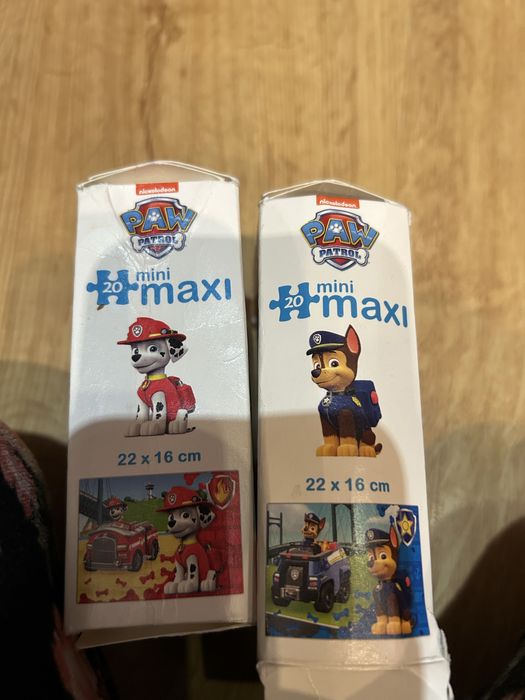 nickelodeon
PAW
PATROL
20 mini
maxi
22 x 16 cm
nickelodeon
PAW
PATROL
20 mini
maxi
22 x 16 cm